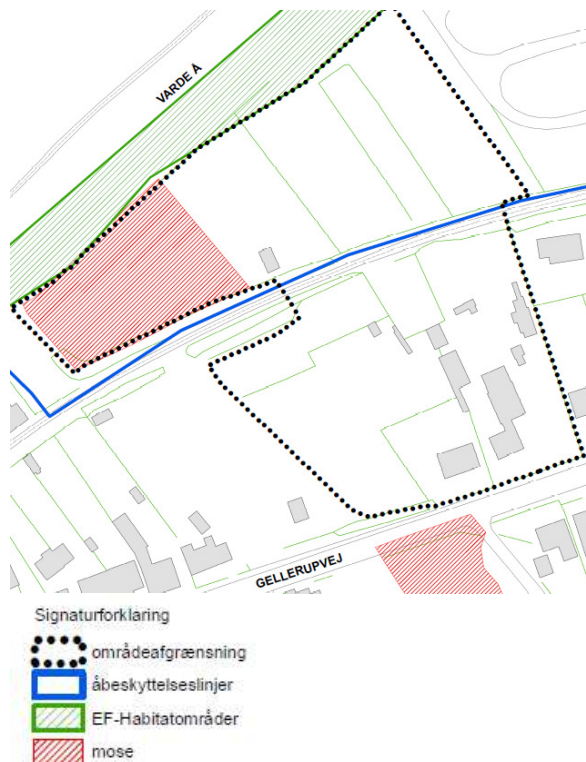 VARDE Å
GELLERUPVEJ
Signaturforklaring
områdeafgrænsning
åbeskyttelseslinjer
EF-Habitatområder
mose